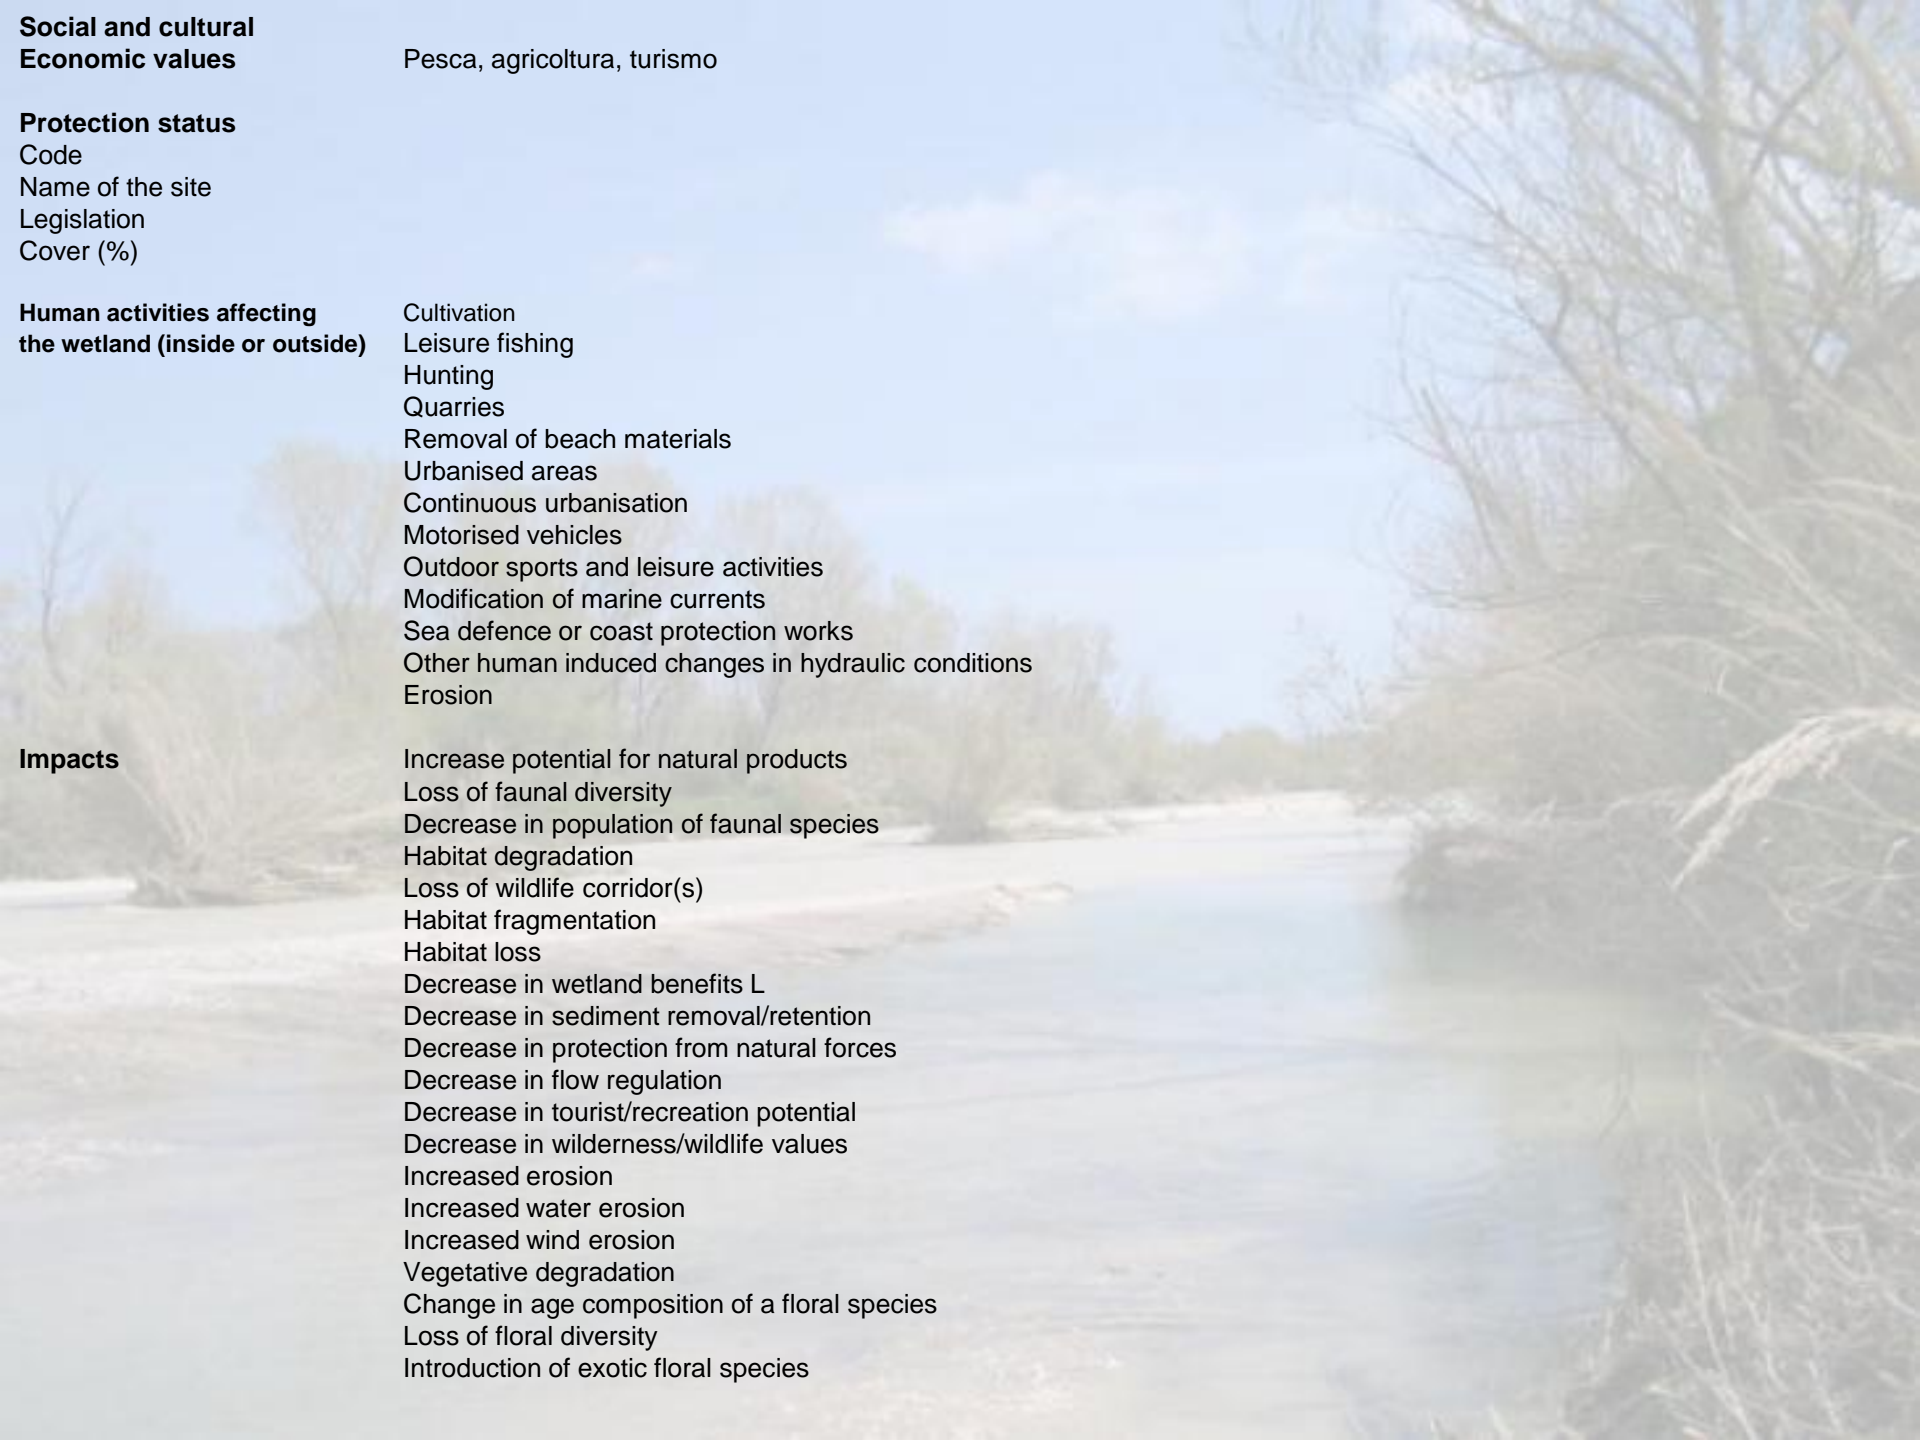 Social and cultural
Economic values Pesca, agricoltura, turismo
Protection status
Code
Name of the site
Legislation
Cover (%)
Human activities affecting Cultivation
the wetland (inside or outside) Leisure fishing
Hunting
Quarries
Removal of beach materials
Urbanised areas
Continuous urbanisation
Motorised vehicles
Outdoor sports and leisure activities
Modification of marine currents
Sea defence or coast protection works
Other human induced changes in hydraulic conditions
Erosion
Impacts Increase potential for natural products
Loss of faunal diversity
Decrease in population of faunal species
Habitat degradation
Loss of wildlife corridor(s)
Habitat fragmentation
Habitat loss
Decrease in wetland benefits L
Decrease in sediment removal/retention
Decrease in protection from natural forces
Decrease in flow regulation
Decrease in tourist/recreation potential
Decrease in wilderness/wildlife values
Increased erosion
Increased water erosion
Increased wind erosion
Vegetative degradation
Change in age composition of a floral species
Loss of floral diversity
Introduction of exotic floral species